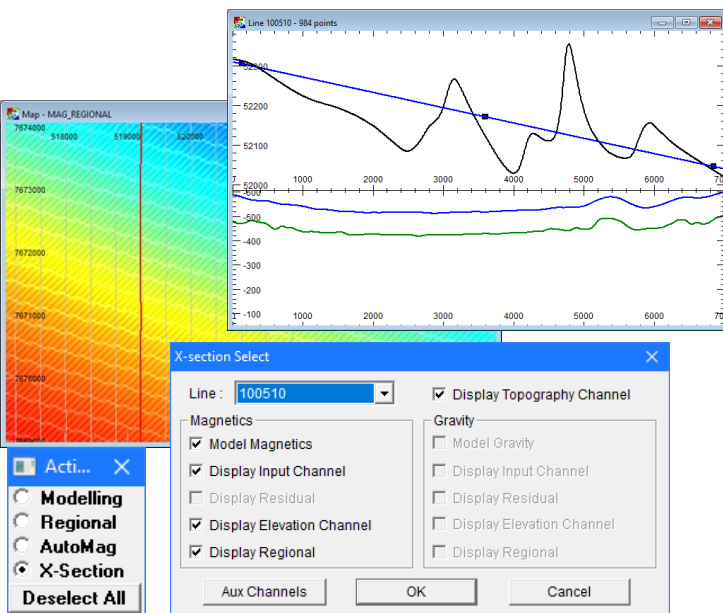 Line 100510 - 984 points
52300
52200
52100
52000
1000 2000 3000 4000 5000 6000
-600
-500
-400
-300
-200
-100
1000 2000 3000 4000 5000 6000
Map - MAG_REGIONAL
7674000
518000 519000 520000
7673000
7672000
7671000
7670000
X-section Select
Line : 100510
Display Topography Channel
Magnetics
Model Magnetics
Display Input Channel
Display Residual
Display Elevation Channel
Display Regional
Gravity
Model Gravity
Display Input Channel
Display Residual
Display Elevation Channel
Display Regional
Aux Channels OK Cancel
Acti...
Modelling
Regional
AutoMag
X-Section
Deselect All